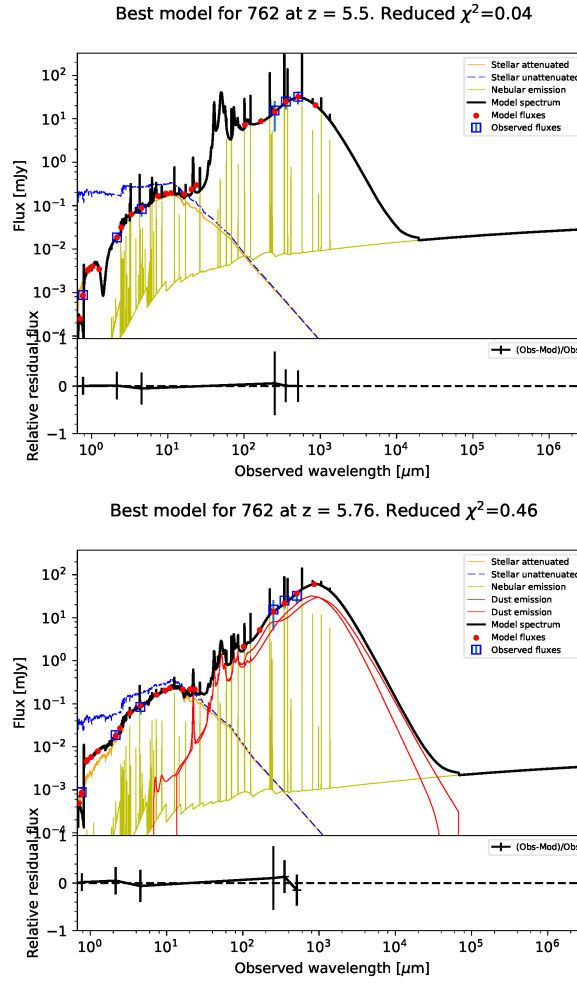 Best model for 762 at z = 5.5. Reduced χ²=0.04
Stellar attenuated
Stellar unattenuated
Nebular emission
Model spectrum
Model fluxes
Observed fluxes
Flux [mJy]
10² 10¹ 10⁰ 10⁻¹ 10⁻² 10⁻³ 10⁻⁴
Relative residual flux
1 0 −1
(Obs-Mod)/Obs
10⁰ 10¹ 10² 10³ 10⁴ 10⁵ 10⁶
Observed wavelength [μm]
Best model for 762 at z = 5.76. Reduced χ²=0.46
Stellar attenuated
Stellar unattenuated
Nebular emission
Dust emission
Dust emission
Model spectrum
Model fluxes
Observed fluxes
Flux [mJy]
10² 10¹ 10⁰ 10⁻¹ 10⁻² 10⁻³ 10⁻⁴
Relative residual flux
1 0 −1
(Obs-Mod)/Obs
10⁰ 10¹ 10² 10³ 10⁴ 10⁵ 10⁶
Observed wavelength [μm]